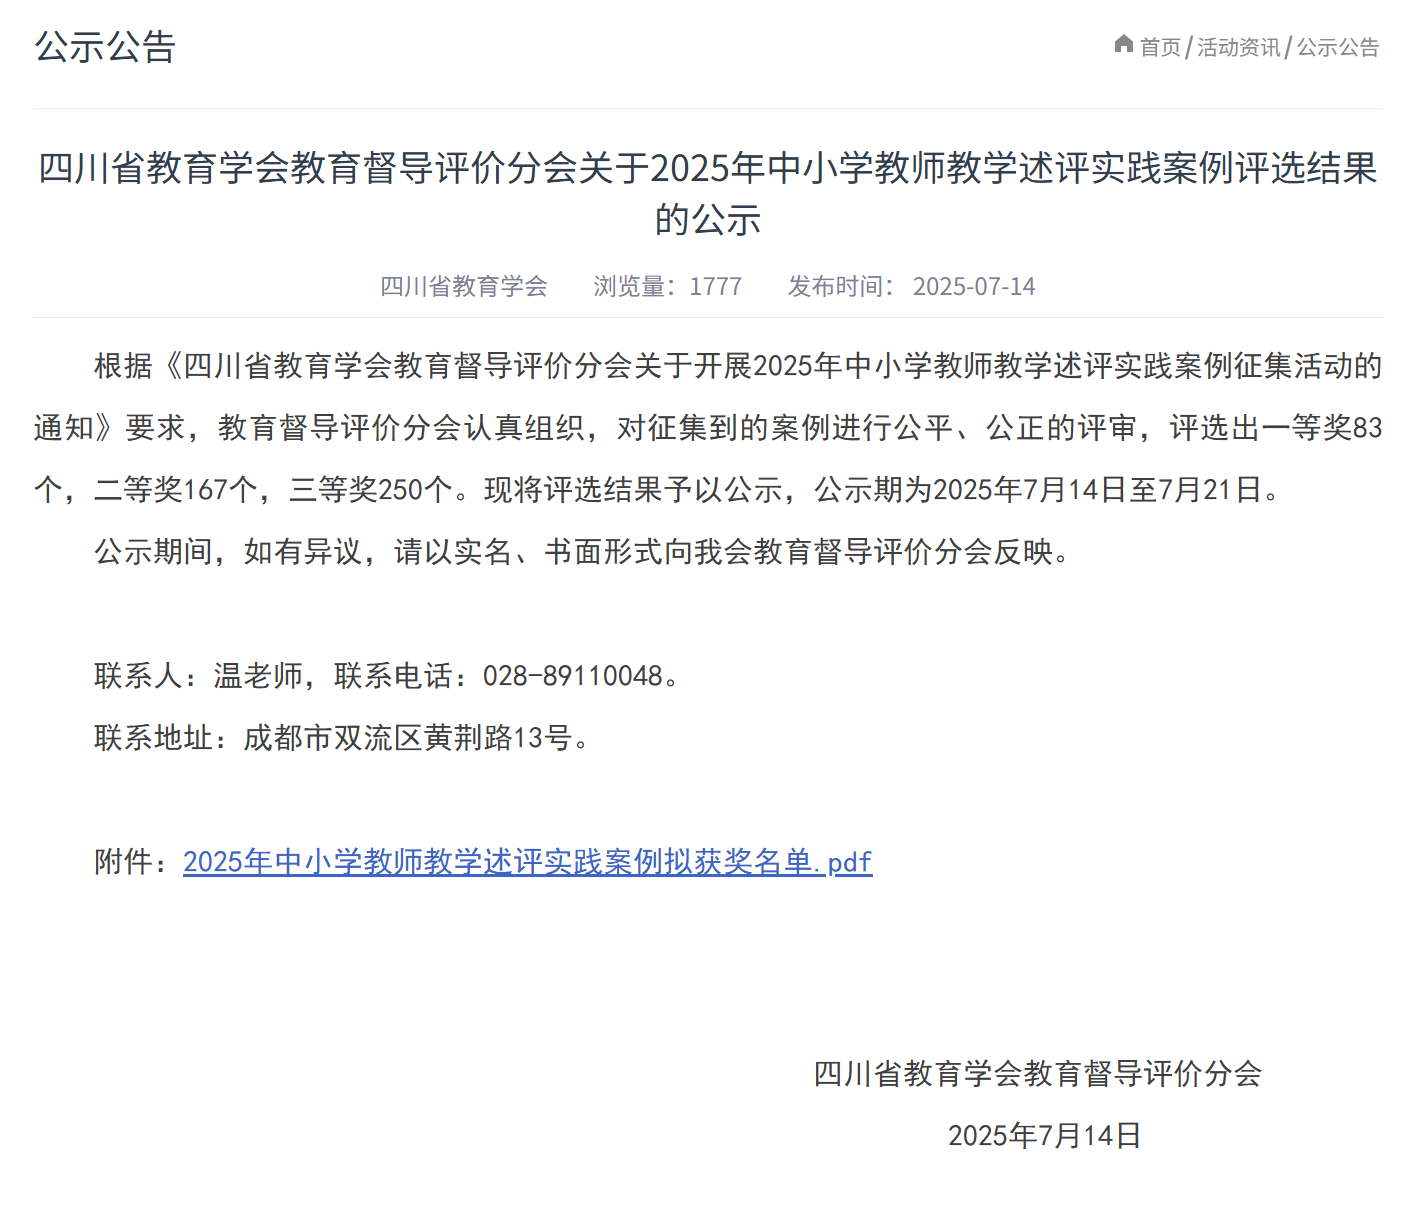 公示公告
首页/活动资讯/公示公告
四川省教育学会教育督导评价分会关于2025年中小学教师教学述评实践案例评选结果
的公示
四川省教育学会 浏览量：1777 发布时间： 2025-07-14
根据《四川省教育学会教育督导评价分会关于开展2025年中小学教师教学述评实践案例征集活动的
通知》要求，教育督导评价分会认真组织，对征集到的案例进行公平、公正的评审，评选出一等奖83
个，二等奖167个，三等奖250个。现将评选结果予以公示，公示期为2025年7月14日至7月21日。
公示期间，如有异议，请以实名、书面形式向我会教育督导评价分会反映。
联系人：温老师，联系电话：028-89110048。
联系地址：成都市双流区黄荆路13号。
附件：2025年中小学教师教学述评实践案例拟获奖名单.pdf
四川省教育学会教育督导评价分会
2025年7月14日